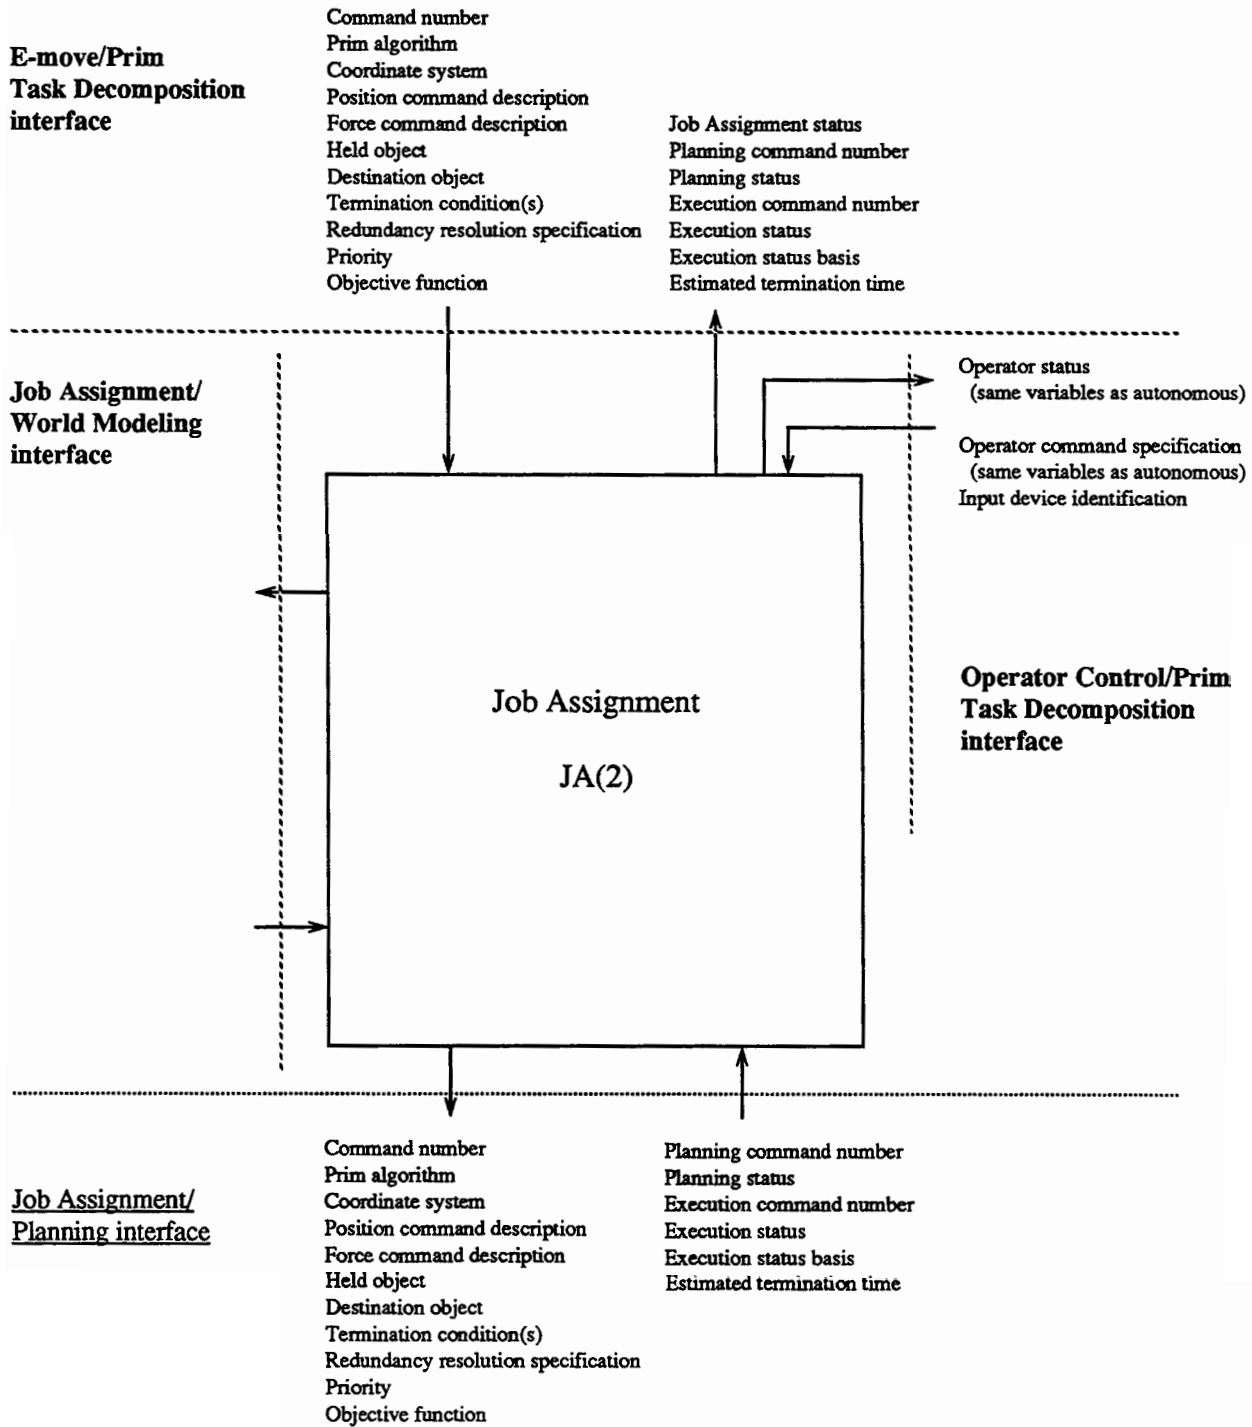 E-move/Prim
Task Decomposition
interface
Command number
Prim algorithm
Coordinate system
Position command description
Force command description
Held object
Destination object
Termination condition(s)
Redundancy resolution specification
Priority
Objective function
Job Assignment status
Planning command number
Planning status
Execution command number
Execution status
Execution status basis
Estimated termination time
Job Assignment/
World Modeling
interface
Operator status
(same variables as autonomous)
Operator command specification
(same variables as autonomous)
Input device identification
Job Assignment
JA(2)
Operator Control/Prim
Task Decomposition
interface
Job Assignment/
Planning interface
Command number
Prim algorithm
Coordinate system
Position command description
Force command description
Held object
Destination object
Termination condition(s)
Redundancy resolution specification
Priority
Objective function
Planning command number
Planning status
Execution command number
Execution status
Execution status basis
Estimated termination time